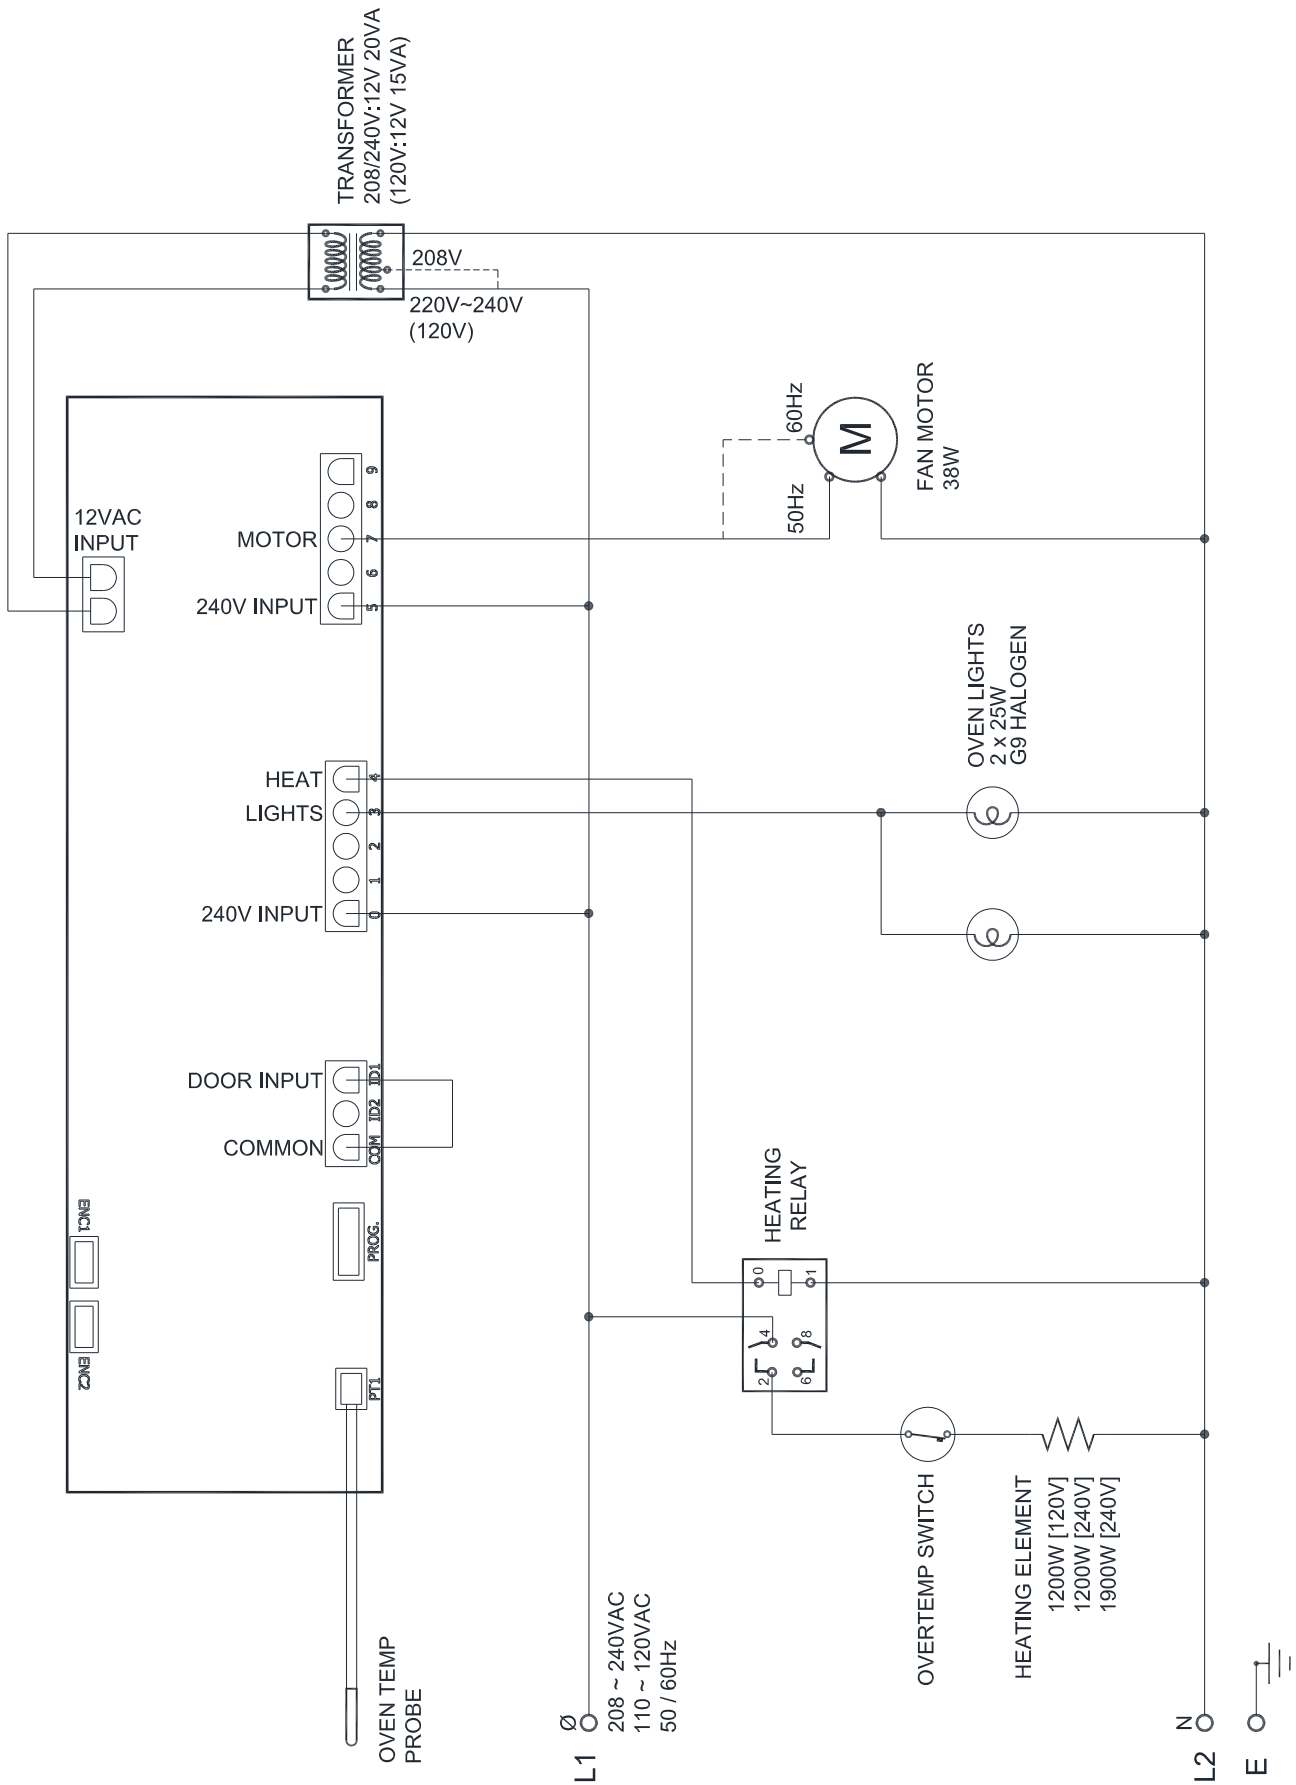 TRANSFORMER
208/240V:12V 20VA
(120V:12V 15VA)
208V
220V~240V
(120V)
12VAC
INPUT
MOTOR
240V INPUT
9
8
7
6
5
60Hz
50Hz
M
FAN MOTOR
38W
HEAT
LIGHTS
240V INPUT
4
3
2
1
0
OVEN LIGHTS
2 x 25W
G9 HALOGEN
DOOR INPUT
COMMON
ID1
ID2
COM
ENC1
ENC2
PROG.
PT1
HEATING
RELAY
0
1
4
8
2
6
OVERTEMP SWITCH
HEATING ELEMENT
1200W [120V]
1200W [240V]
1900W [240V]
OVEN TEMP
PROBE
L1
Ø
208 ~ 240VAC
110 ~ 120VAC
50 / 60Hz
L2
N
E